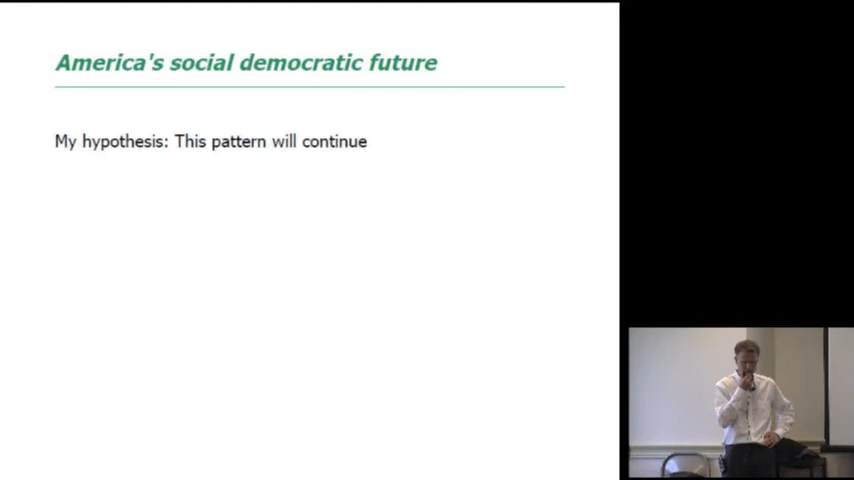 America's social democratic future
My hypothesis: This pattern will continue